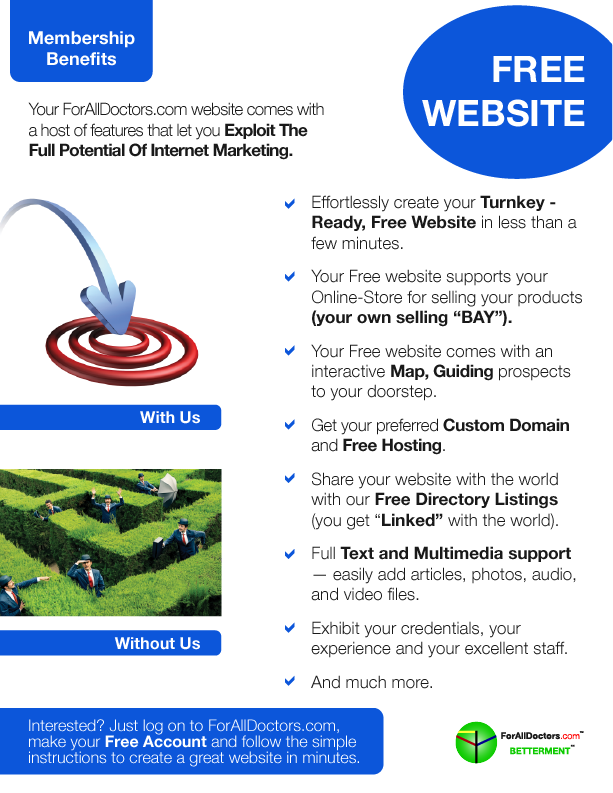 Membership
Benefits
FREE
WEBSITE
Your ForAllDoctors.com website comes with
a host of features that let you Exploit The
Full Potential Of Internet Marketing.
Effortlessly create your Turnkey -
Ready, Free Website in less than a
few minutes.
Your Free website supports your
Online-Store for selling your products
(your own selling “BAY”).
Your Free website comes with an
interactive Map, Guiding prospects
to your doorstep.
Get your preferred Custom Domain
and Free Hosting.
Share your website with the world
with our Free Directory Listings
(you get “Linked” with the world).
Full Text and Multimedia support
— easily add articles, photos, audio,
and video files.
Exhibit your credentials, your
experience and your excellent staff.
And much more.
With Us
Without Us
Interested? Just log on to ForAllDoctors.com,
make your Free Account and follow the simple
instructions to create a great website in minutes.
ForAllDoctors.com™
BETTERMENT™